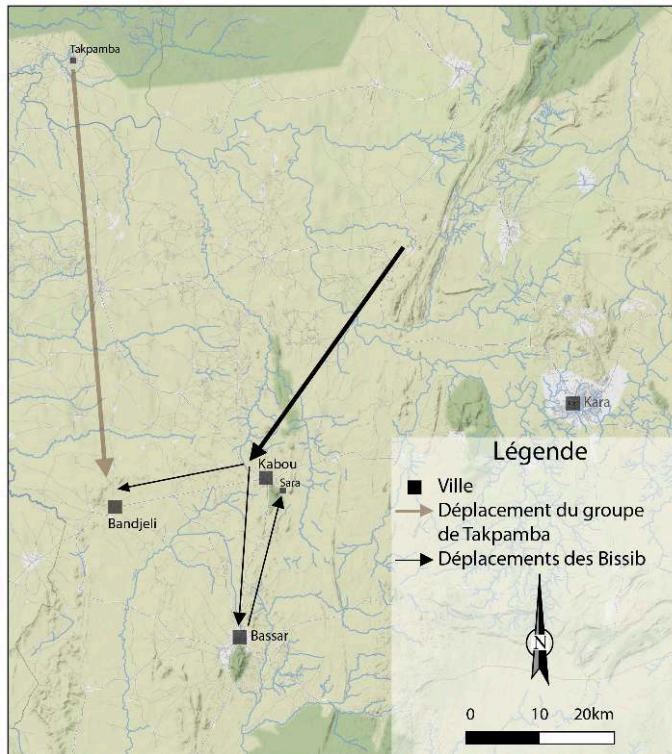 Takpamba
Kara
Kabou
Sara
Bandjeli
Bassar
Légende
Ville
Déplacement du groupe
de Takpamba
Déplacements des Bissib
N
0 10 20km